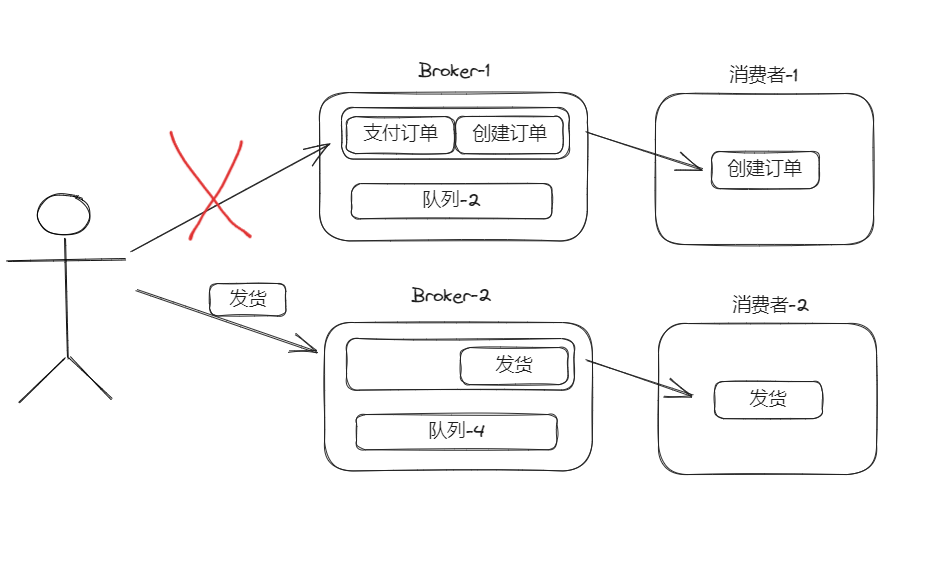 Broker-1
消费者-1
支付订单
创建订单
创建订单
队列-2
发货
Broker-2
消费者-2
发货
发货
队列-4